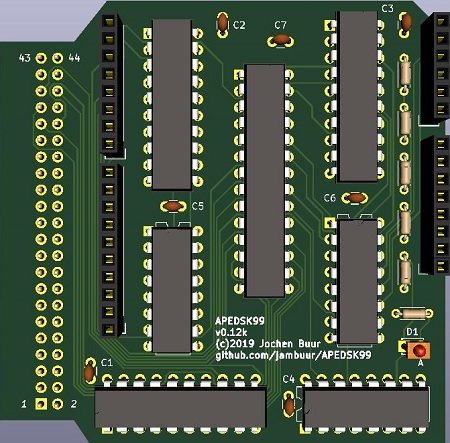 C3
C2
C7
43
44
C5
C6
APEDSK99
v0.12k
(c)2019 Jochen Buur
github.com/jambuur/APEDSK99
D1
A
C1
C4
1
2